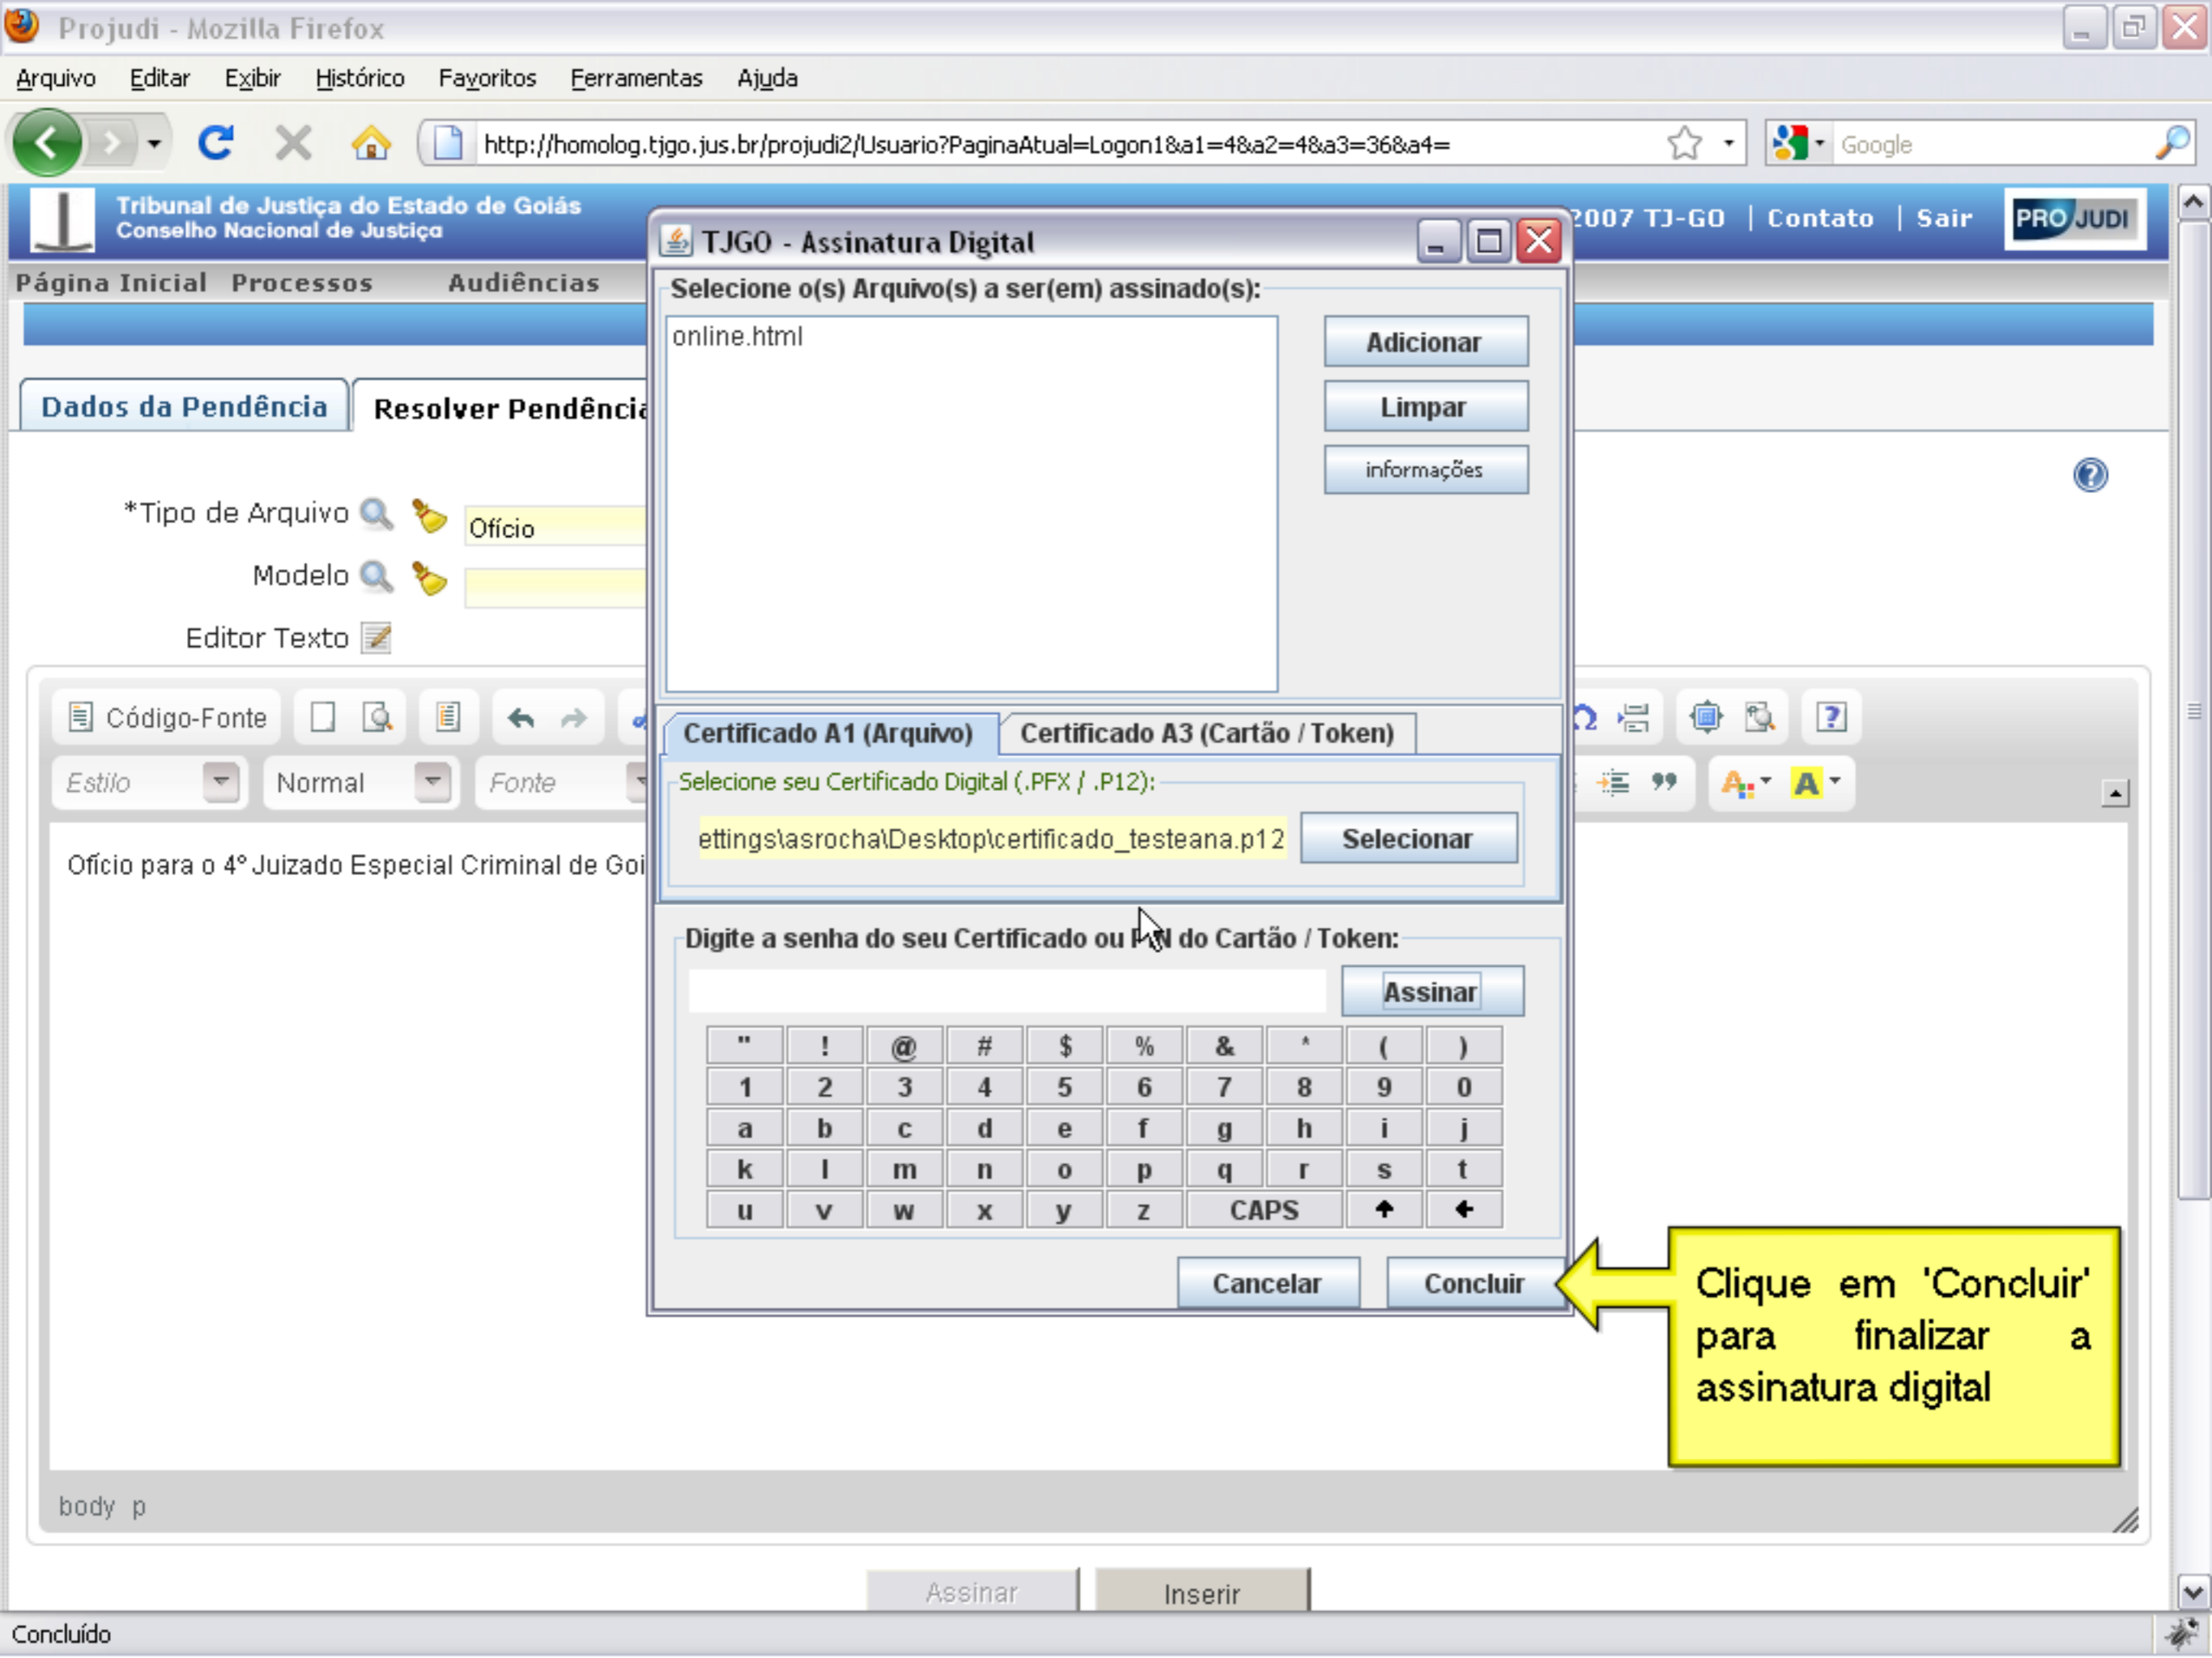 Projudi - Mozilla Firefox
Arquivo Editar Exibir Histórico Favoritos Ferramentas Ajuda
http://homolog.tjgo.jus.br/projudi2/Usuario?PaginaAtual=Logon1&a1=4&a2=4&a3=36&a4=
Google
Tribunal de Justiça do Estado de Goiás
Conselho Nacional de Justiça
2007 TJ-GO | Contato | Sair
PROJUDI
Página Inicial Processos Audiências
Dados da Pendência
Resolver Pendência
*Tipo de Arquivo
Ofício
Modelo
Editor Texto
Código-Fonte
Estilo
Normal
Fonte
Ofício para o 4º Juizado Especial Criminal de Goi
body p
Assinar
Inserir
Concluído
TJGO - Assinatura Digital
Selecione o(s) Arquivo(s) a ser(em) assinado(s):
online.html
Adicionar
Limpar
informações
Certificado A1 (Arquivo)
Certificado A3 (Cartão / Token)
Selecione seu Certificado Digital (.PFX / .P12):
ettings\asrocha\Desktop\certificado_testeana.p12
Selecionar
Digite a senha do seu Certificado ou PIN do Cartão / Token:
Assinar
" ! @ # $ % & * ( )
1 2 3 4 5 6 7 8 9 0
a b c d e f g h i j
k l m n o p q r s t
u v w x y z CAPS
Cancelar
Concluir
Clique em 'Concluir'
para finalizar a
assinatura digital